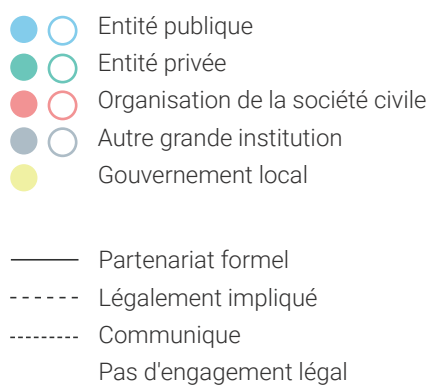 Entité publique
Entité privée
Organisation de la société civile
Autre grande institution
Gouvernement local
Partenariat formel
Légalement impliqué
Communique
Pas d'engagement légal